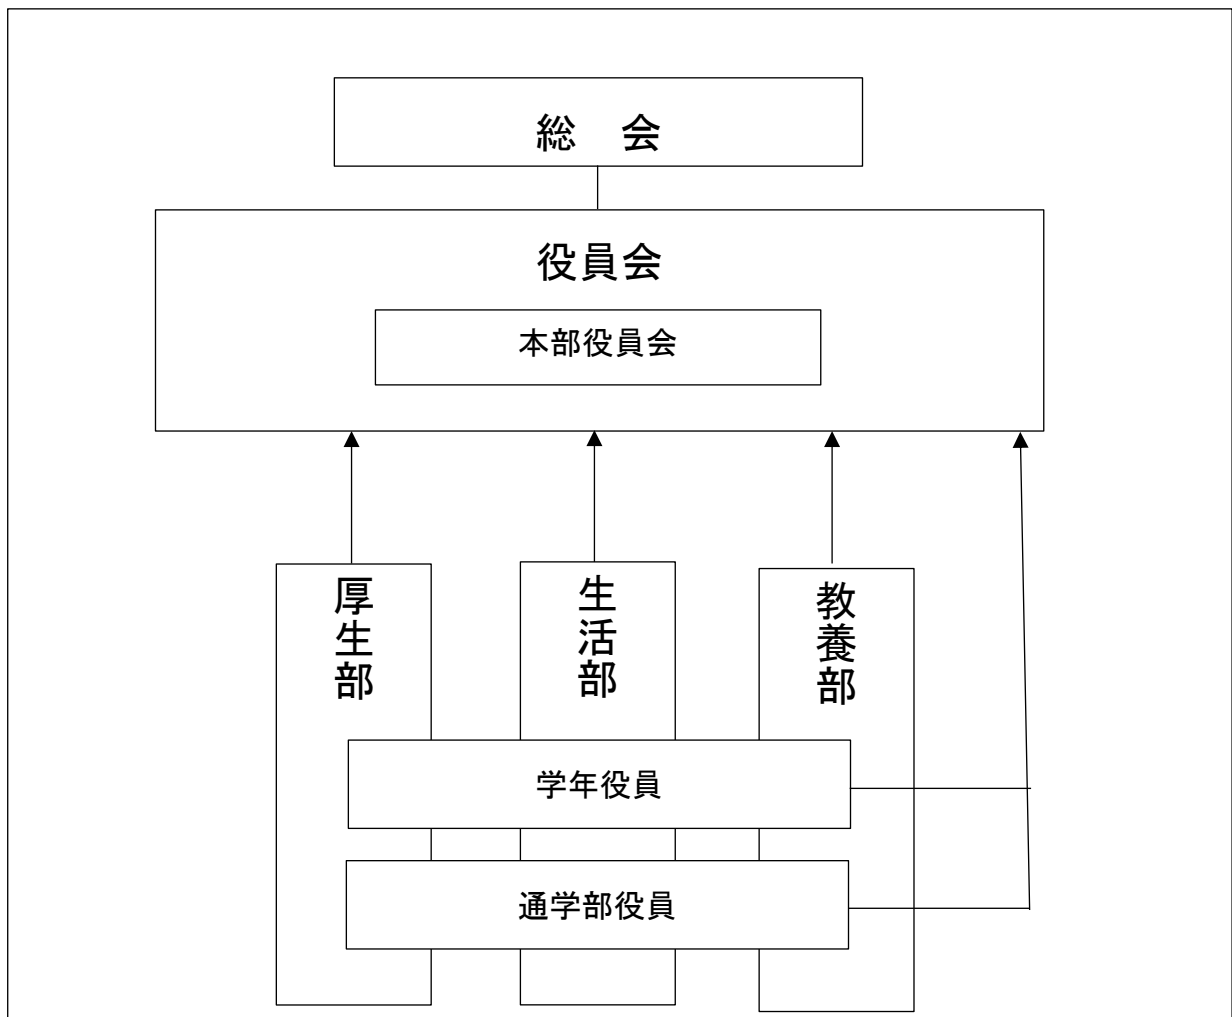 総　会
役員会
本部役員会
厚生部
生活部
教養部
学年役員
通学部役員